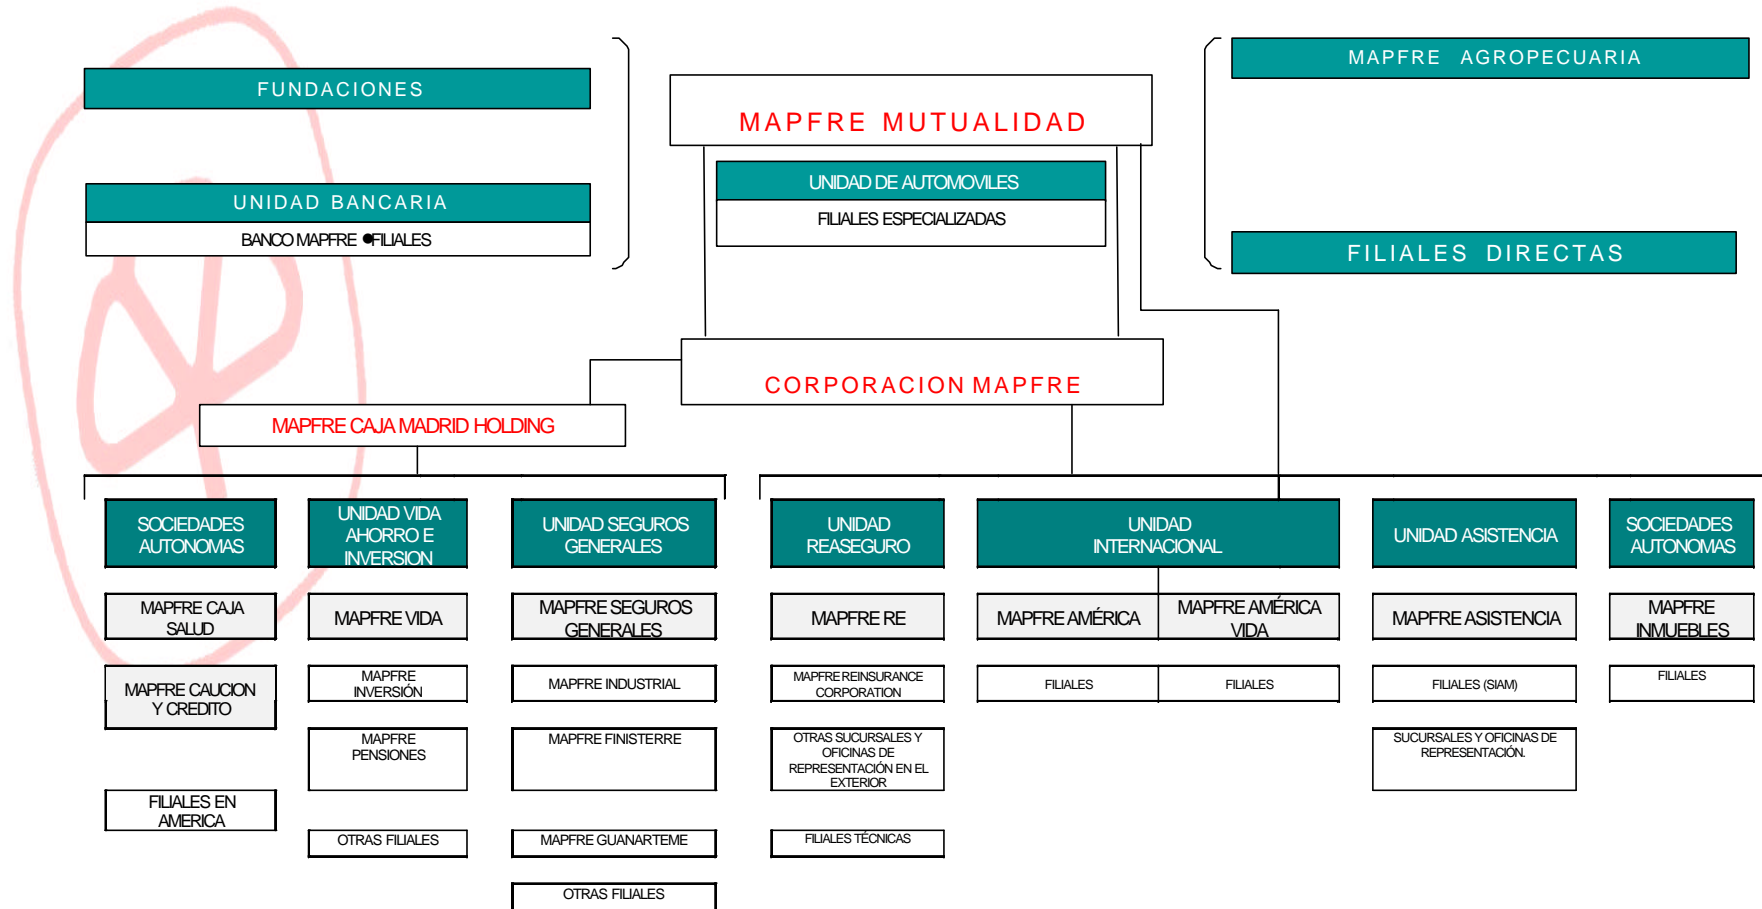 FUNDACIONES
MAPFRE AGROPECUARIA
MAPFRE MUTUALIDAD
UNIDAD DE AUTOMOVILES
FILIALES ESPECIALIZADAS
UNIDAD BANCARIA
BANCO MAPFRE ●FILIALES
FILIALES DIRECTAS
CORPORACION MAPFRE
MAPFRE CAJA MADRID HOLDING
SOCIEDADES
AUTONOMAS
MAPFRE CAJA
SALUD
MAPFRE CAUCION
Y CREDITO
FILIALES EN
AMERICA
UNIDAD VIDA
AHORRO E
INVERSION
MAPFRE VIDA
MAPFRE
INVERSIÓN
MAPFRE
PENSIONES
OTRAS FILIALES
UNIDAD SEGUROS
GENERALES
MAPFRE SEGUROS
GENERALES
MAPFRE INDUSTRIAL
MAPFRE FINISTERRE
MAPFRE GUANARTEME
OTRAS FILIALES
UNIDAD
REASEGURO
MAPFRE RE
MAPFRE REINSURANCE
CORPORATION
OTRAS SUCURSALES Y
OFICINAS DE
REPRESENTACIÓN EN EL
EXTERIOR
FILIALES TÉCNICAS
UNIDAD
INTERNACIONAL
MAPFRE AMÉRICA
FILIALES
MAPFRE AMÉRICA
VIDA
FILIALES
UNIDAD ASISTENCIA
MAPFRE ASISTENCIA
FILIALES (SIAM)
SUCURSALES Y OFICINAS DE
REPRESENTACIÓN.
SOCIEDADES
AUTONOMAS
MAPFRE
INMUEBLES
FILIALES